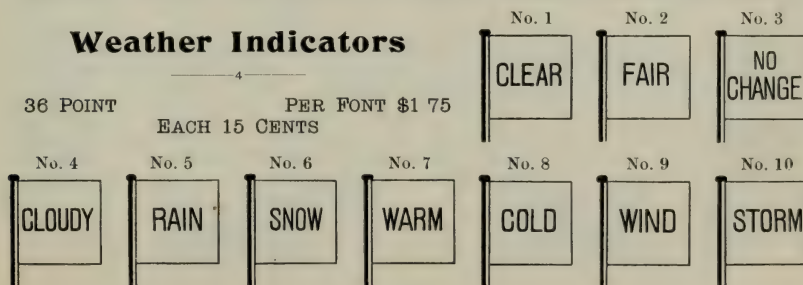 Weather Indicators
4
36 POINT PER FONT $1 75
EACH 15 CENTS
No. 1 No. 2 No. 3
CLEAR FAIR NO
CHANGE
No. 4 No. 5 No. 6 No. 7 No. 8 No. 9 No. 10
CLOUDY RAIN SNOW WARM COLD WIND STORM